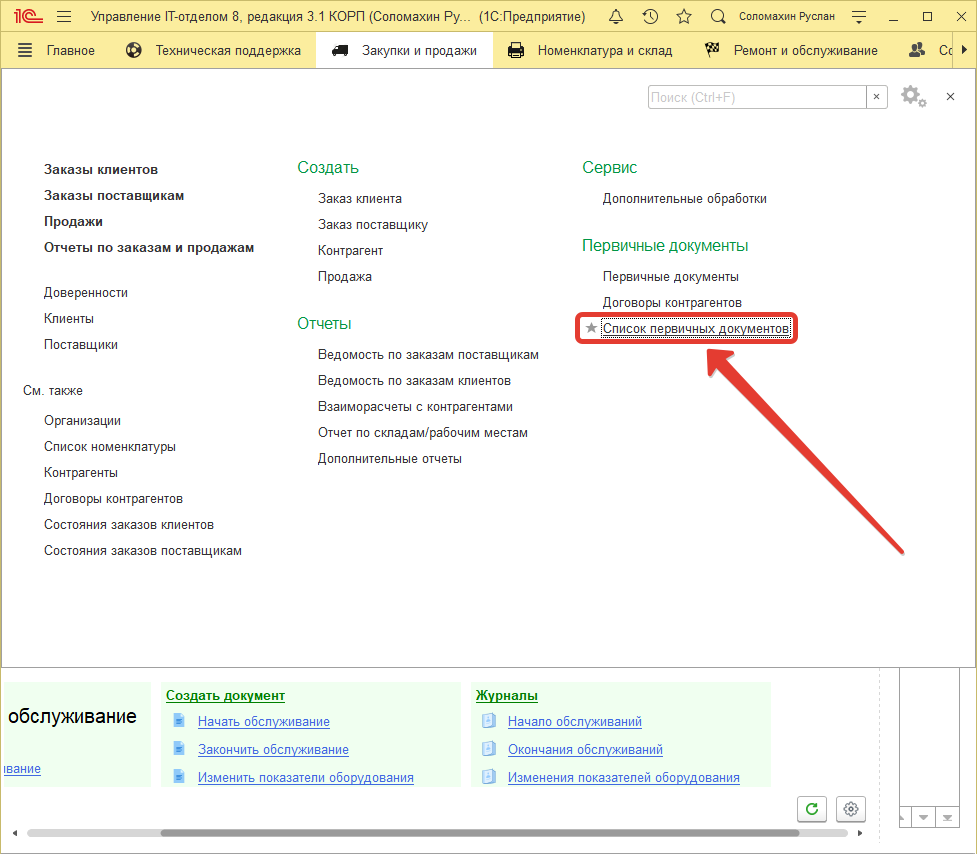 1С Управление IT-отделом 8, редакция 3.1 КОРП (Соломахин Ру... (1С:Предприятие) Соломахин Руслан
Главное Техническая поддержка Закупки и продажи Номенклатура и склад Ремонт и обслуживание Сс
Поиск (Ctrl+F)
Заказы клиентов
Заказы поставщикам
Продажи
Отчеты по заказам и продажам
Доверенности
Клиенты
Поставщики
См. также
Организации
Список номенклатуры
Контрагенты
Договоры контрагентов
Состояния заказов клиентов
Состояния заказов поставщикам
Создать
Заказ клиента
Заказ поставщику
Контрагент
Продажа
Отчеты
Ведомость по заказам поставщикам
Ведомость по заказам клиентов
Взаиморасчеты с контрагентами
Отчет по складам/рабочим местам
Дополнительные отчеты
Сервис
Дополнительные обработки
Первичные документы
Первичные документы
Договоры контрагентов
Список первичных документов
обслуживание
ивание
Создать документ
Начать обслуживание
Закончить обслуживание
Изменить показатели оборудования
Журналы
Начало обслуживаний
Окончания обслуживаний
Изменения показателей оборудования